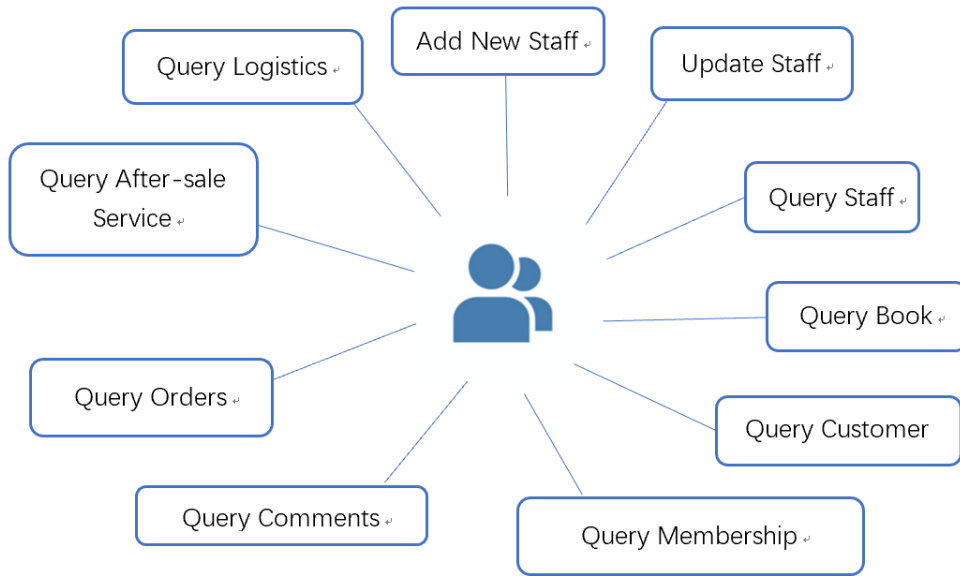 Add New Staff
Query Logistics
Update Staff
Query After-sale
Service
Query Staff
Query Book
Query Orders
Query Customer
Query Comments
Query Membership